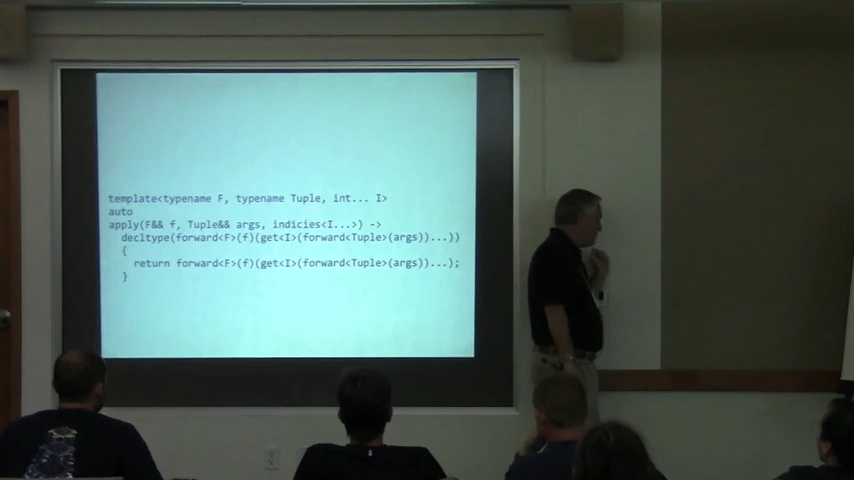 template<typename F, typename Tuple, int... I>
auto
apply(F&& f, Tuple&& args, indicies<I...>) ->
decltype(forward<F>(f)(get<I>(forward<Tuple>(args))...))
{
return forward<F>(f)(get<I>(forward<Tuple>(args))...);
}